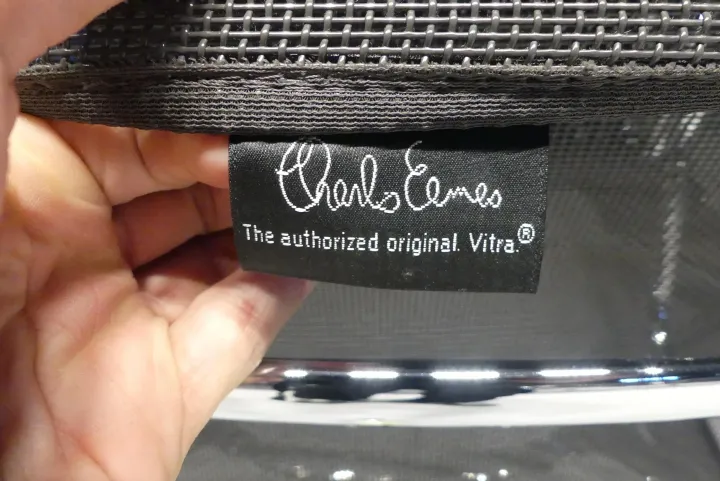 Charles Eames
The authorized original. Vitra.®